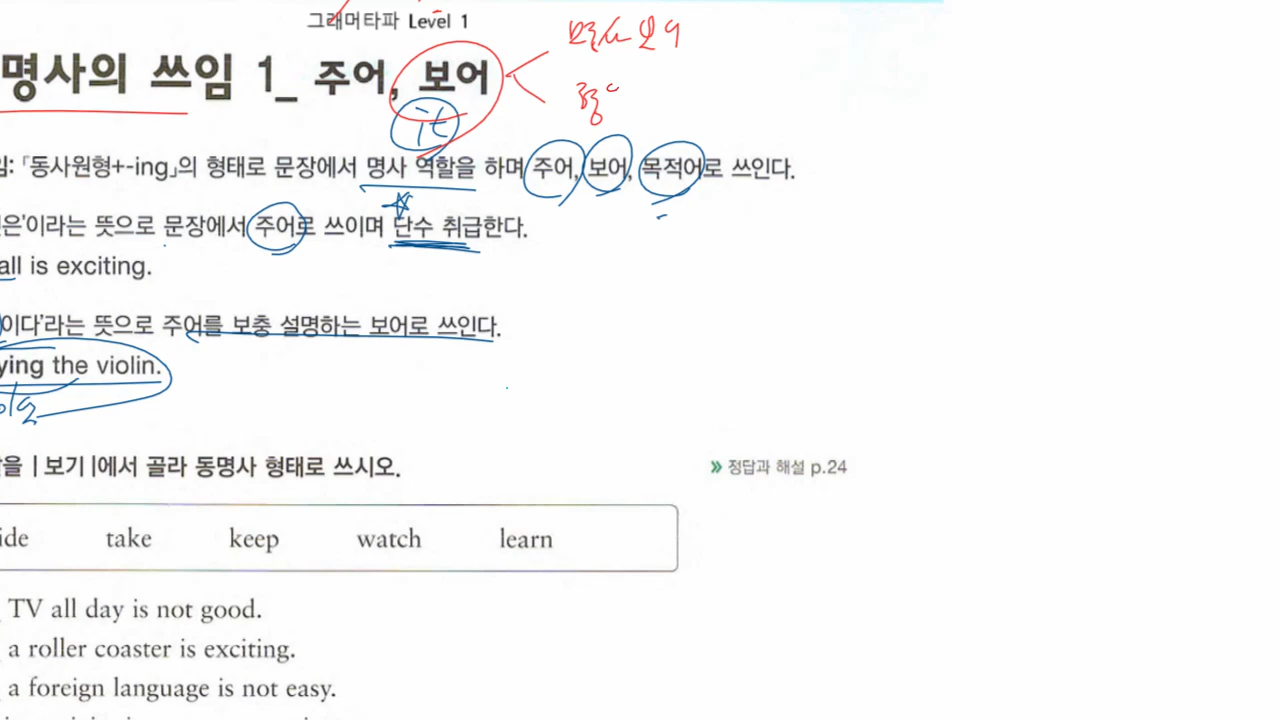 그래머타파 Level 1
명사의 쓰임 1_ 주어, 보어
it
임: 「동사원형+-ing」의 형태로 문장에서 명사 역할을 하며 주어, 보어, 목적어로 쓰인다.
은'이라는 뜻으로 문장에서 주어로 쓰이며 단수 취급한다.
all is exciting.
이다'라는 뜻으로 주어를 보충 설명하는 보어로 쓰인다.
ying the violin.
을 | 보기 |에서 골라 동명사 형태로 쓰시오.
» 정답과 해설 p.24
ide take keep watch learn
TV all day is not good.
a roller coaster is exciting.
a foreign language is not easy.